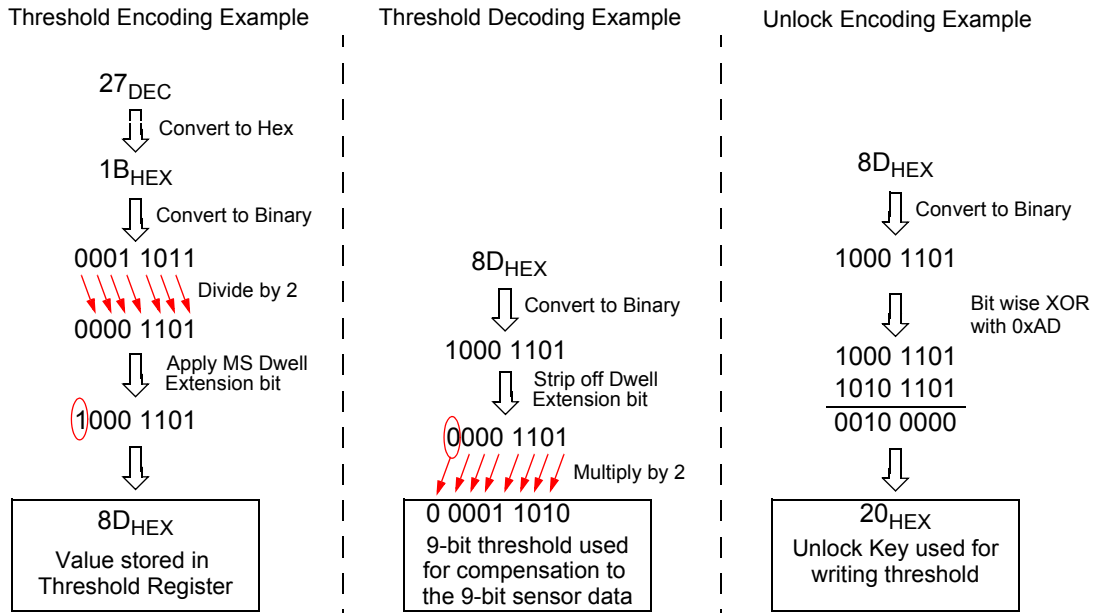 Threshold Encoding Example
27DEC
Convert to Hex
1BHEX
Convert to Binary
0001 1011
Divide by 2
0000 1101
Apply MS Dwell
Extension bit
1000 1101
8DHEX
Value stored in
Threshold Register
Threshold Decoding Example
8DHEX
Convert to Binary
1000 1101
Strip off Dwell
Extension bit
0000 1101
Multiply by 2
0 0001 1010
9-bit threshold used
for compensation to
the 9-bit sensor data
Unlock Encoding Example
8DHEX
Convert to Binary
1000 1101
Bit wise XOR
with 0xAD
1000 1101
1010 1101
0010 0000
20HEX
Unlock Key used for
writing threshold